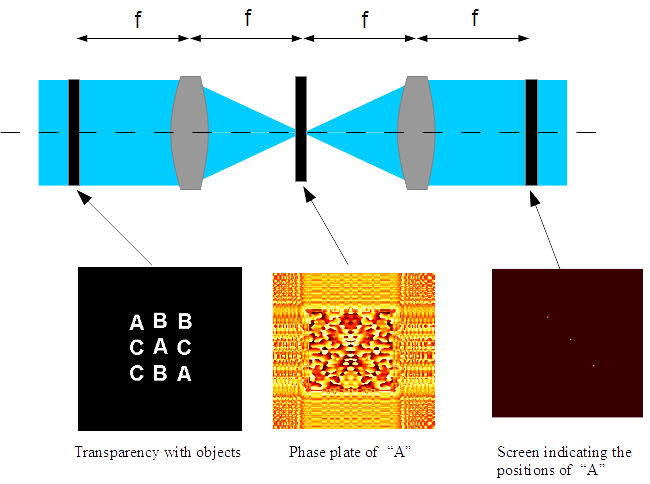 f f f f
A B B
C A C
C B A
Transparency with objects
Phase plate of “A”
Screen indicating the
positions of “A”